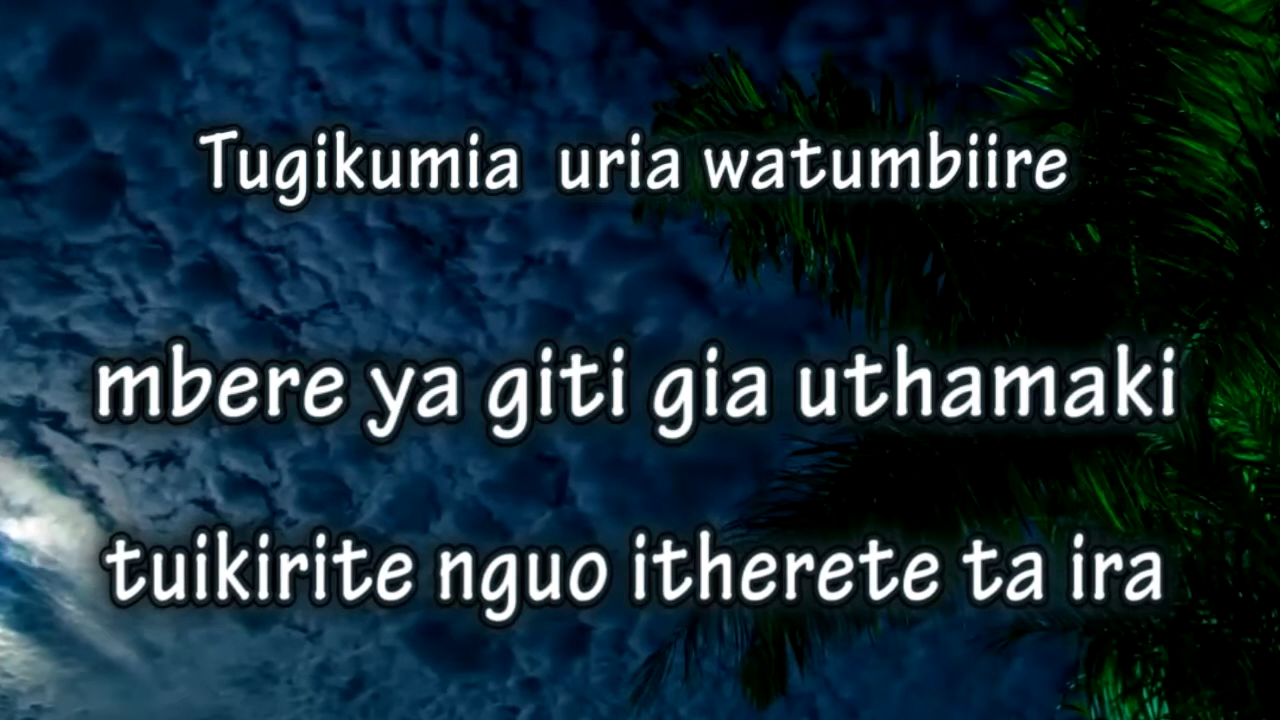 Tugikumia uria watumbiire
mbere ya giti gia uthamaki
tuikirite nguo itherete ta ira